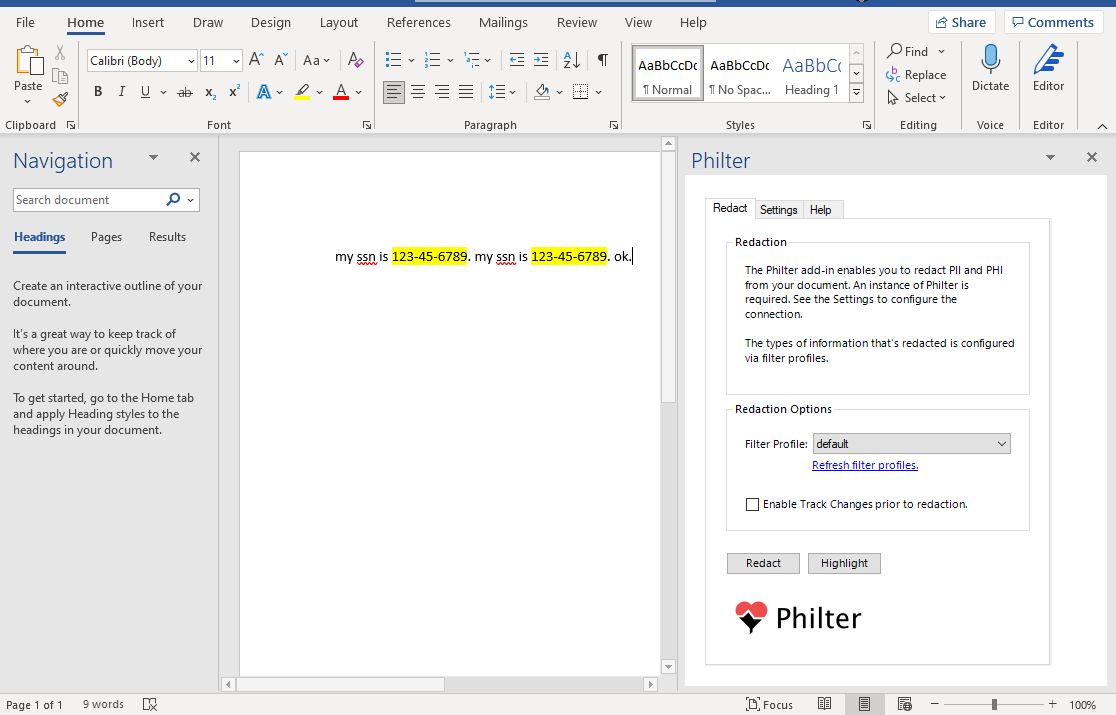 File Home Insert Draw Design Layout References Mailings Review View Help Share Comments
Calibri (Body) 11 Aa AaBbCcDc AaBbCcDc AaBbCc Find
Paste ¶ Normal ¶ No Spac... Heading 1 Replace Dictate Editor
B I U ab x₂ x² A A Select
Clipboard Font Paragraph Styles Editing Voice Editor
Navigation
Search document
Headings Pages Results
Create an interactive outline of your
document.
It's a great way to keep track of
where you are or quickly move your
content around.
To get started, go to the Home tab
and apply Heading styles to the
headings in your document.
my ssn is 123-45-6789. my ssn is 123-45-6789. ok.
Philter
Redact Settings Help
Redaction
The Philter add-in enables you to redact PII and PHI
from your document. An instance of Philter is
required. See the Settings to configure the
connection.
The types of information that's redacted is configured
via filter profiles.
Redaction Options
Filter Profile: default
Refresh filter profiles.
Enable Track Changes prior to redaction.
Redact Highlight
Philter
Page 1 of 1 9 words Focus 100%